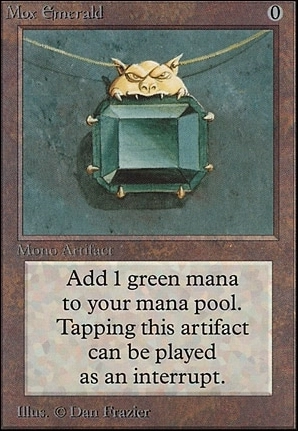 Mox Emerald 0
Mono Artifact
Add 1 green mana
to your mana pool.
Tapping this artifact
can be played
as an interrupt.
Illus. © Dan Frazier